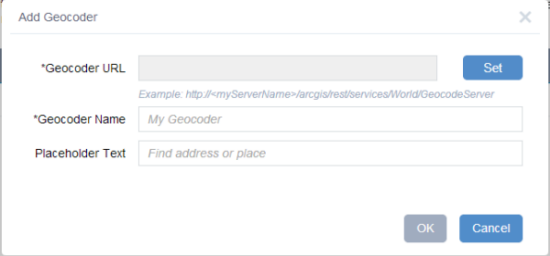 Add Geocoder
*Geocoder URL
Set
Example: http://<myServerName>/arcgis/rest/services/World/GeocodeServer
*Geocoder Name
My Geocoder
Placeholder Text
Find address or place
OK
Cancel